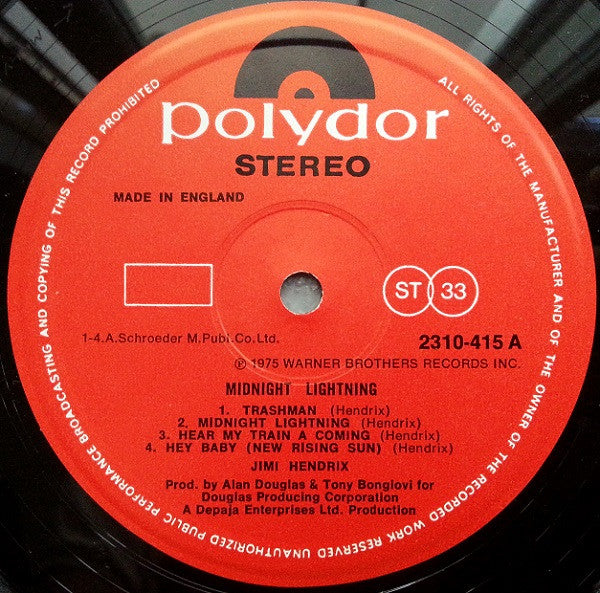 polydor
STEREO
MADE IN ENGLAND
ST 33
1-4.A.Schroeder M.Publ.Co.Ltd.
2310-415 A
℗ 1975 WARNER BROTHERS RECORDS INC.
MIDNIGHT LIGHTNING
1. TRASHMAN (Hendrix)
2. MIDNIGHT LIGHTNING (Hendrix)
3. HEAR MY TRAIN A COMING (Hendrix)
4. HEY BABY (NEW RISING SUN) (Hendrix)
JIMI HENDRIX
Prod. by Alan Douglas & Tony Bongiovi for
Douglas Producing Corporation
A Depaja Enterprises Ltd. Production
ALL RIGHTS OF THE MANUFACTURER AND OF THE OWNER OF THE RECORDED WORK RESERVED UNAUTHORIZED PUBLIC PERFORMANCE BROADCASTING AND COPYING OF THIS RECORD PROHIBITED